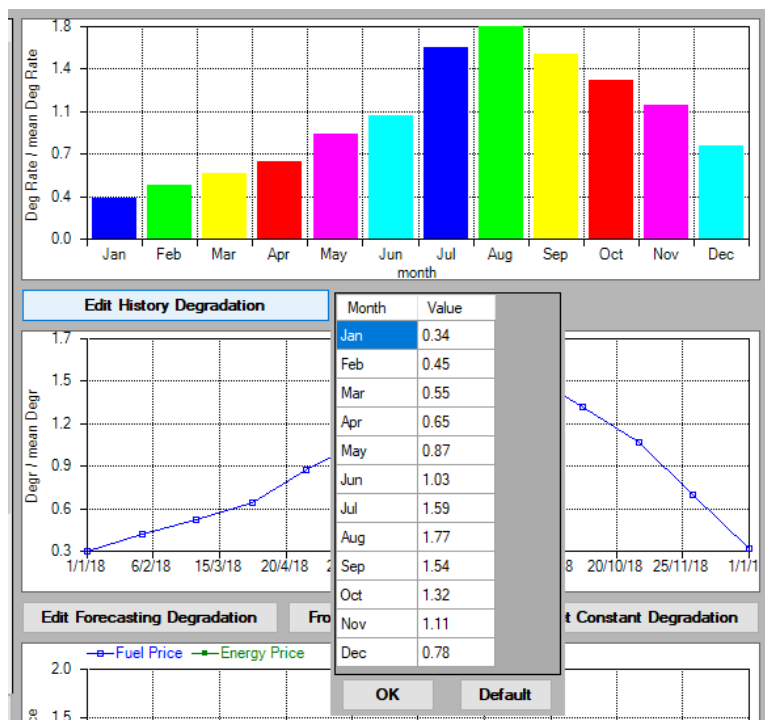 1.8
1.4
1.1
0.7
0.4
0.0
Deg Rate / mean Deg Rate
Jan Feb Mar Apr May Jun Jul Aug Sep Oct Nov Dec
month
Edit History Degradation
Month Value
Jan 0.34
Feb 0.45
Mar 0.55
Apr 0.65
May 0.87
Jun 1.03
Jul 1.59
Aug 1.77
Sep 1.54
Oct 1.32
Nov 1.11
Dec 0.78
OK Default
1.7
1.5
1.2
0.9
0.6
0.3
Degr / mean Degr
1/1/18 6/2/18 15/3/18 20/4/18 2 8 20/10/18 25/11/18 1/1/1
Edit Forecasting Degradation Fro t Constant Degradation
Fuel Price Energy Price
2.0
1.5